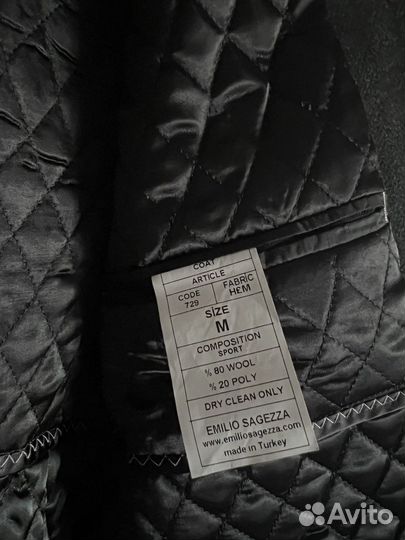 COAT
ARTICLE
CODE FABRIC
729 H&M
SIZE
M
COMPOSITION
SPORT
% 80 WOOL
% 20 POLY
DRY CLEAN ONLY
EMILIO SAGEZZA
www.emiliosagezza.com
made in Turkey
Avito